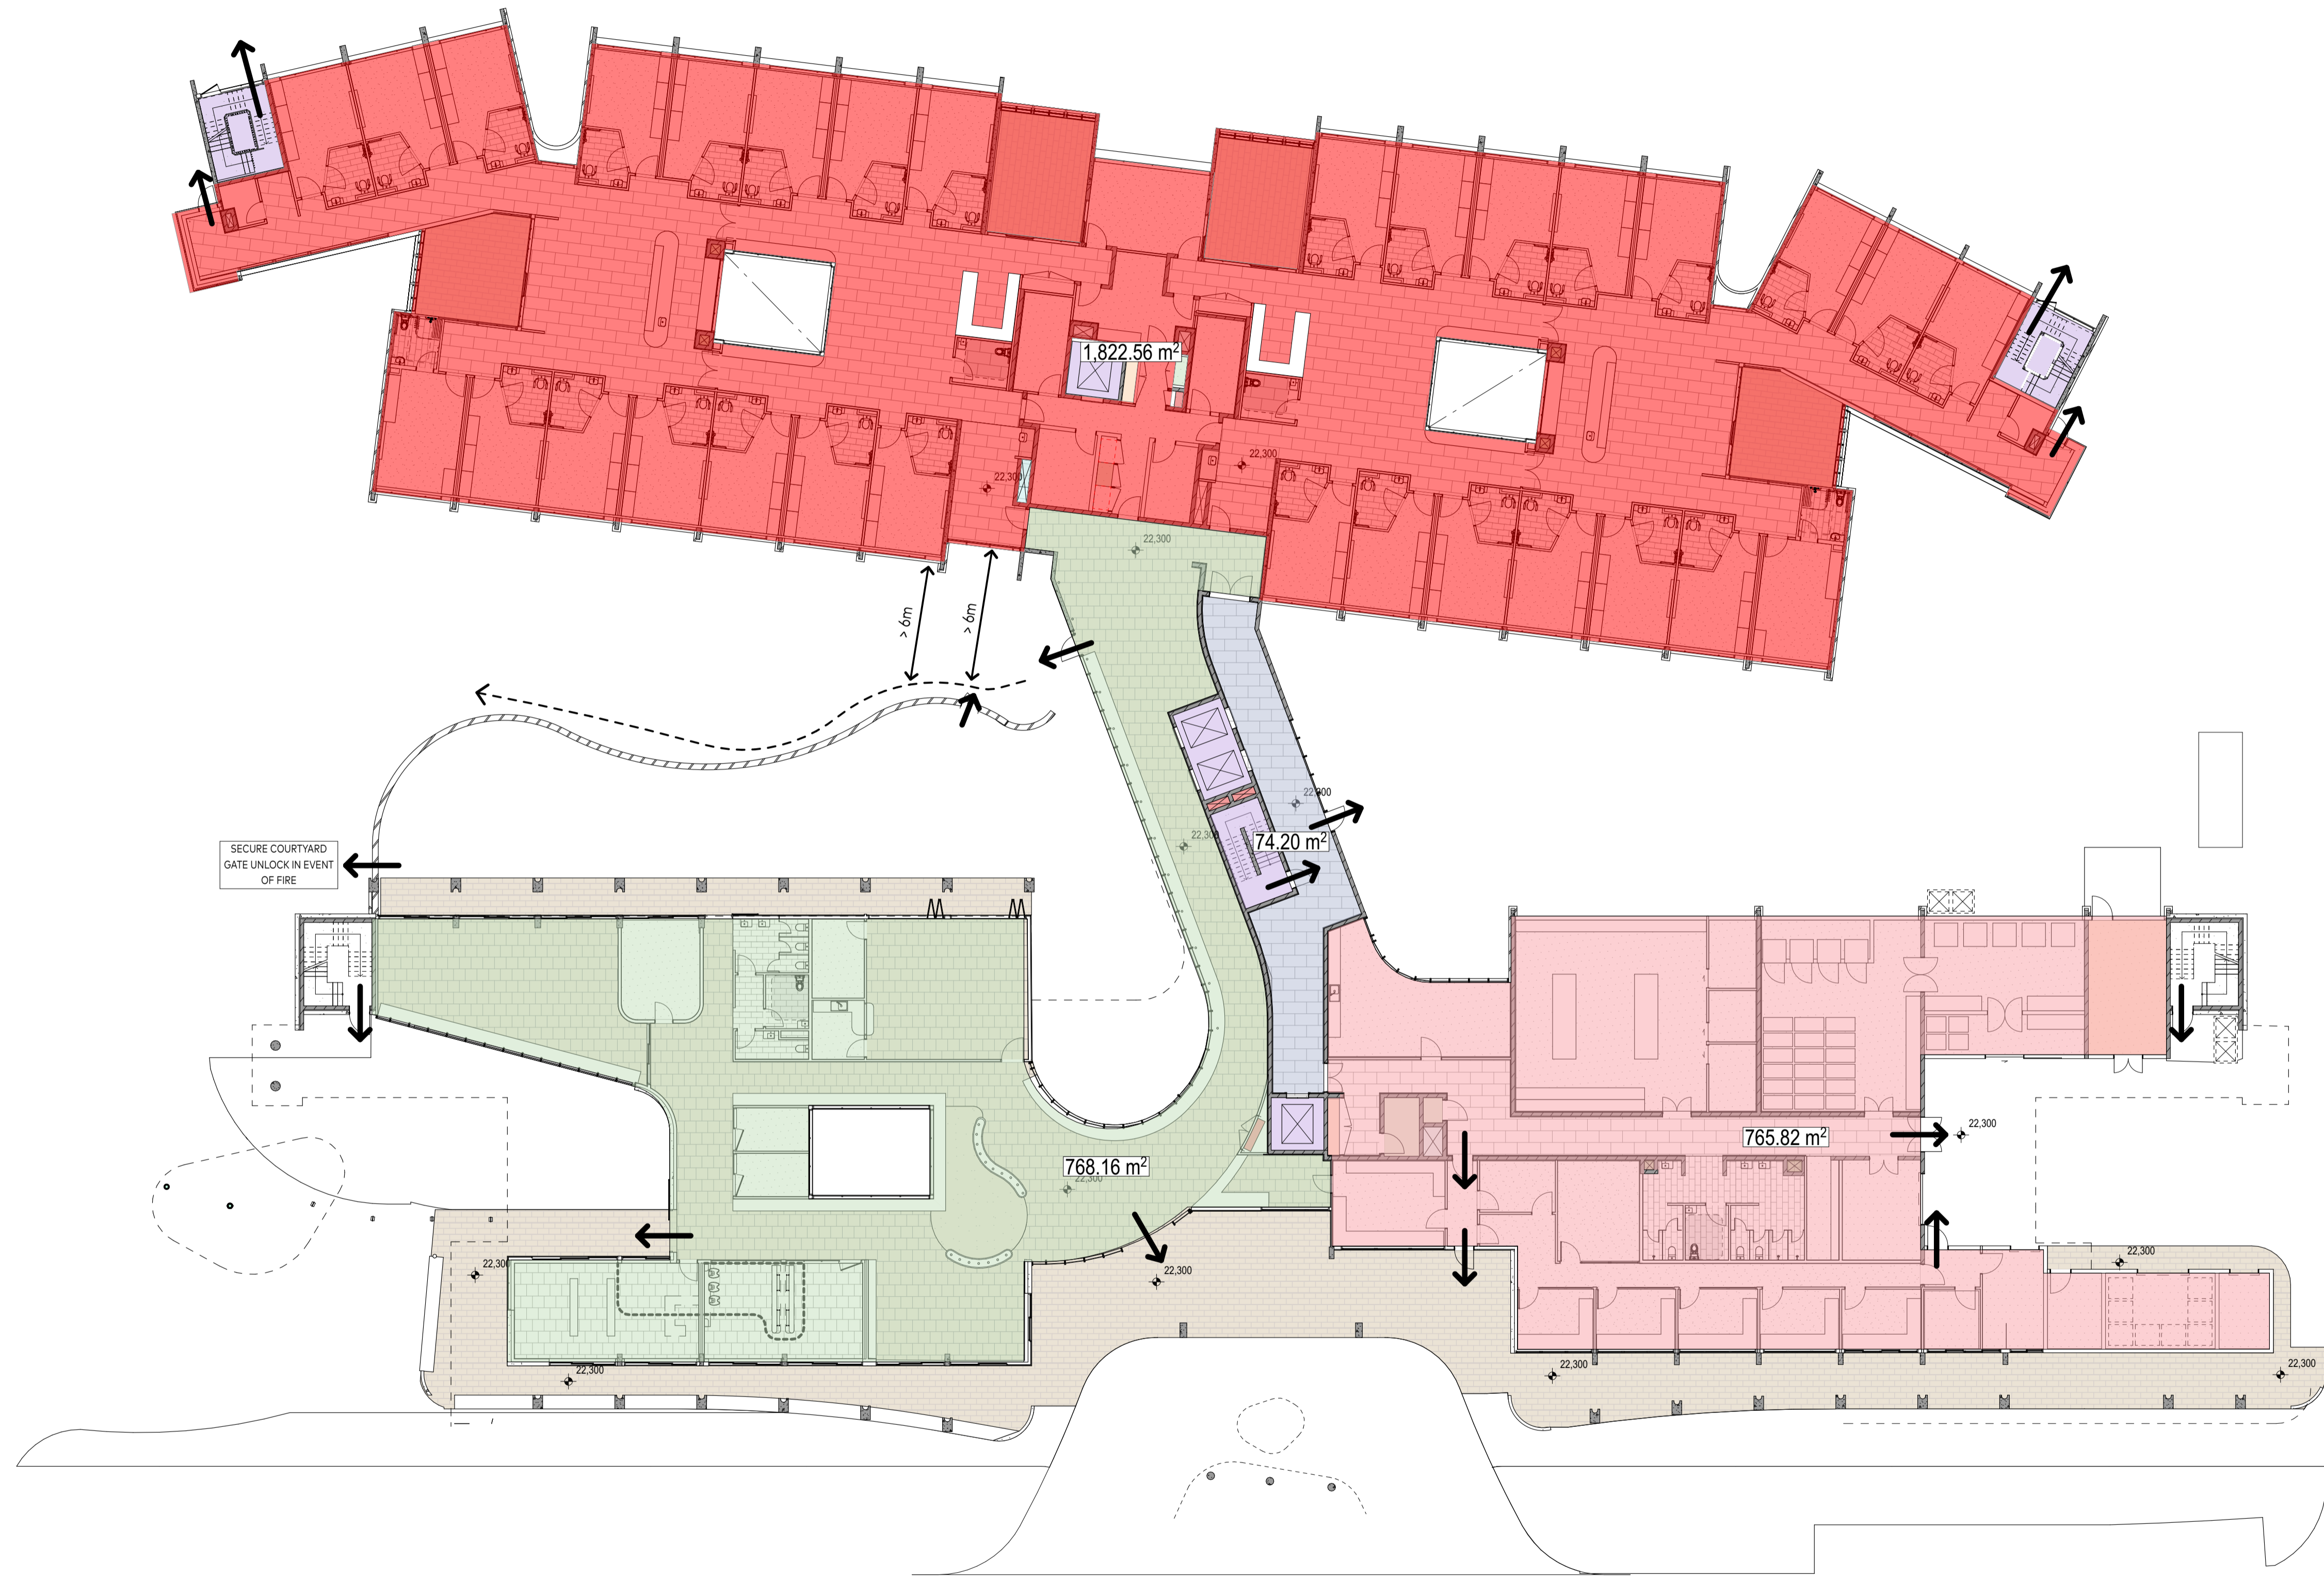 1,822.56 m²
22,300
22,300
22,300
> 6m
> 6m
22,300
74.20 m²
22,300
SECURE COURTYARD
GATE UNLOCK IN EVENT
OF FIRE
765.82 m²
22,300
768.16 m²
22,300
22,300
22,300
22,300
22,300
22,300
22,300